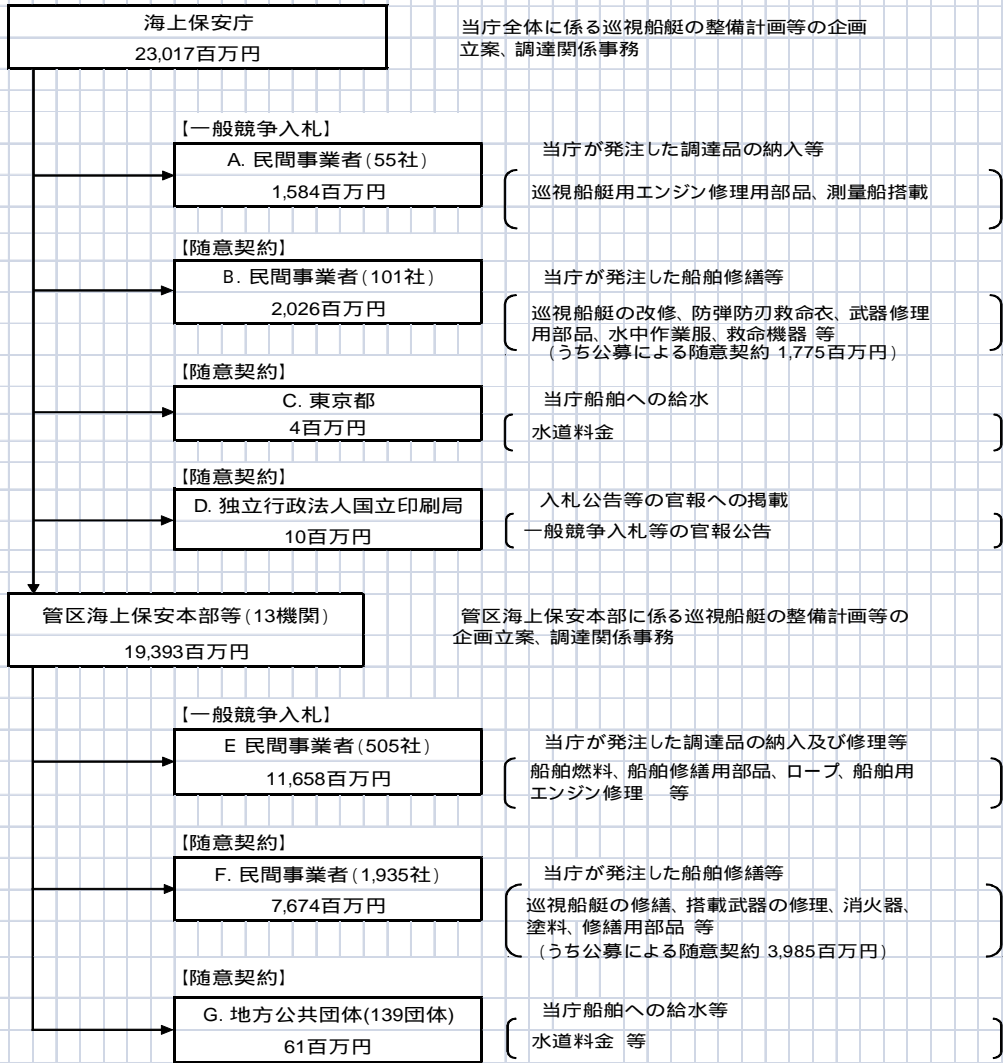 海上保安庁
23,017百万円
当庁全体に係る巡視船艇の整備計画等の企画
立案、調達関係事務
【一般競争入札】
A. 民間事業者(55社)
1,584百万円
当庁が発注した調達品の納入等
巡視船艇用エンジン修理用部品、測量船搭載
【随意契約】
B. 民間事業者(101社)
2,026百万円
当庁が発注した船舶修繕等
巡視船艇の改修、防弾防刃救命衣、武器修理
用部品、水中作業服、救命機器 等
(うち公募による随意契約 1,775百万円)
【随意契約】
C. 東京都
4百万円
当庁船舶への給水
水道料金
【随意契約】
D. 独立行政法人国立印刷局
10百万円
入札公告等の官報への掲載
一般競争入札等の官報公告
管区海上保安本部等(13機関)
19,393百万円
管区海上保安本部に係る巡視船艇の整備計画等の
企画立案、調達関係事務
【一般競争入札】
E 民間事業者(505社)
11,658百万円
当庁が発注した調達品の納入及び修理等
船舶燃料、船舶修繕用部品、ロープ、船舶用
エンジン修理 等
【随意契約】
F. 民間事業者(1,935社)
7,674百万円
当庁が発注した船舶修繕等
巡視船艇の修繕、搭載武器の修理、消火器、
塗料、修繕用部品 等
(うち公募による随意契約 3,985百万円)
【随意契約】
G. 地方公共団体(139団体)
61百万円
当庁船舶への給水等
水道料金 等